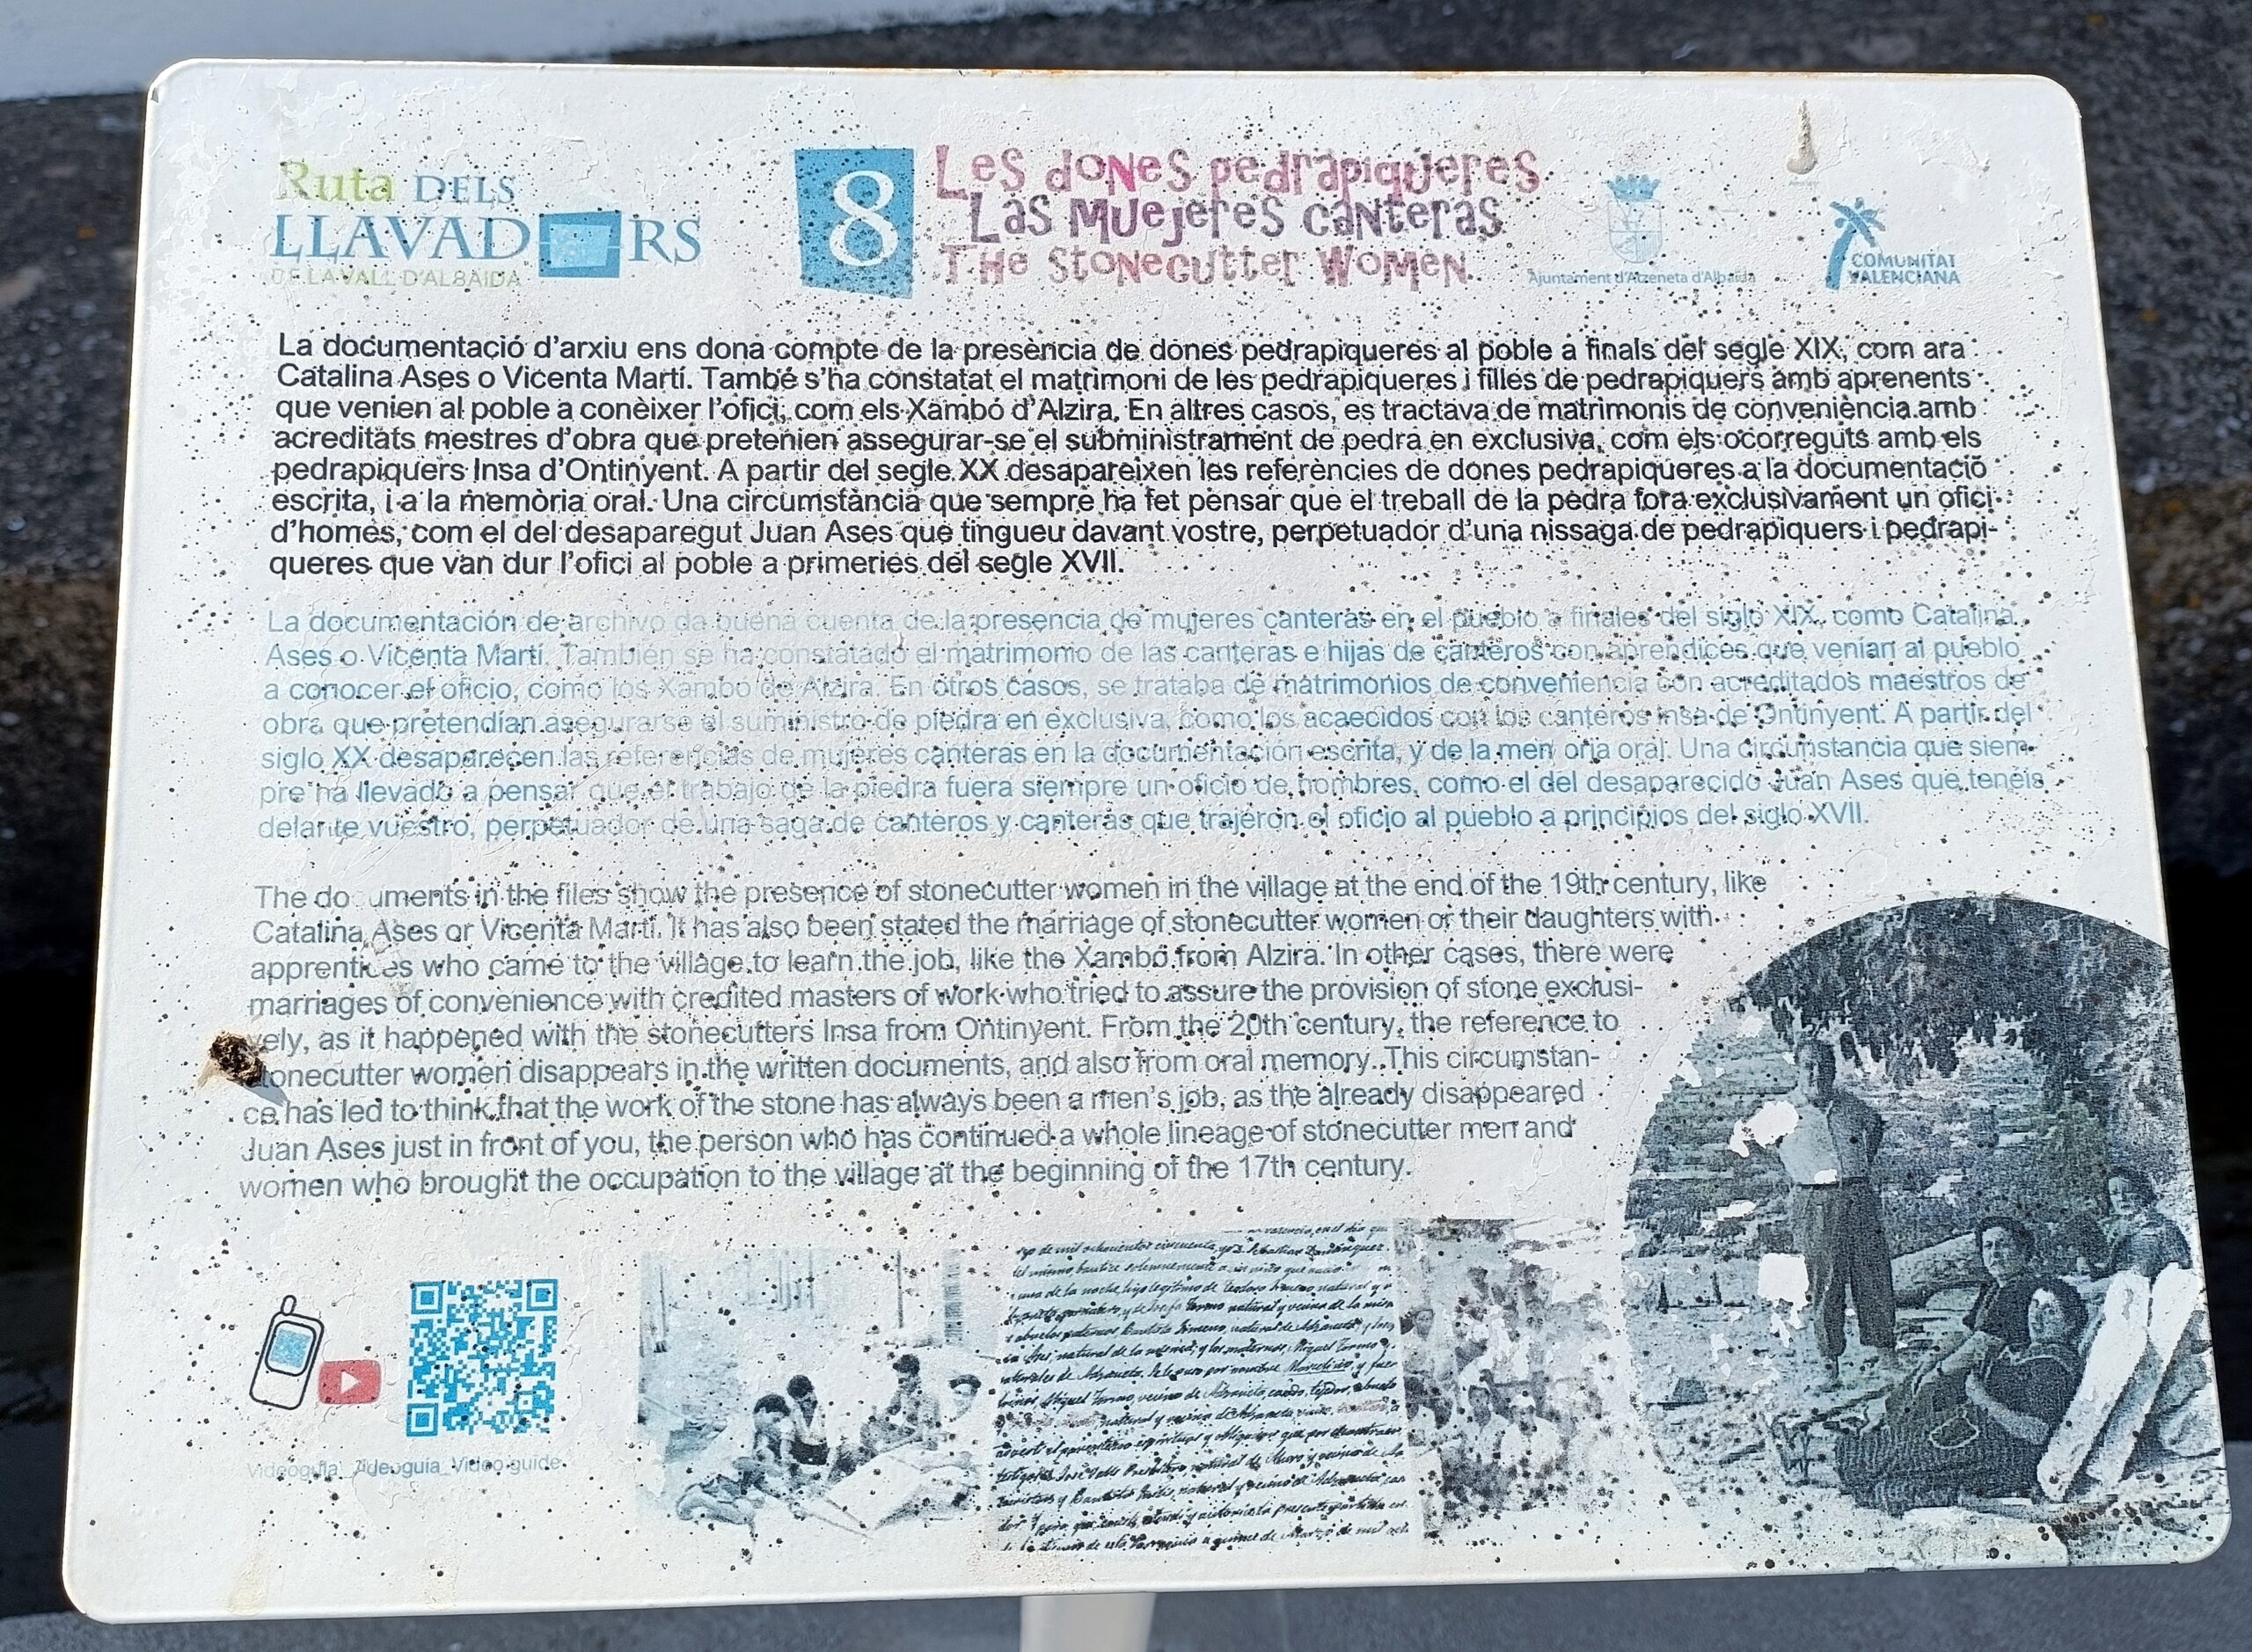 Ruta DELS
LLAVADORS
DE LA VALL D'ALBAIDA
8
Les dones pedrapiqueres
Las Muejeres canteras
The Stonecutter Women
Ajuntament d'Atzeneta d'Albaida
COMUNITAT
VALENCIANA
La documentació d'arxiu ens dona compte de la presència de dones pedrapiqueres al poble a finals del segle XIX, com ara
Catalina Ases o Vicenta Martí. També s'ha constatat el matrimoni de les pedrapiqueres i filles de pedrapiquers amb aprenents
que venien al poble a conèixer l'ofici, com els Xambó d'Alzira. En altres casos, es tractava de matrimonis de conveniència amb
acreditats mestres d'obra que pretenien assegurar-se el subministrament de pedra en exclusiva, com els ocorreguts amb els
pedrapiquers Insa d'Ontinyent. A partir del segle XX desapareixen les referències de dones pedrapiqueres a la documentació
escrita, i a la memòria oral. Una circumstància que sempre ha fet pensar que el treball de la pedra fora exclusivament un ofici
d'homes, com el del desaparegut Juan Ases que tingueu davant vostre, perpetuador d'una nissaga de pedrapiquers i pedrapi-
queres que van dur l'ofici al poble a primeries del segle XVII.
La documentación de archivo da buena cuenta de la presencia de mujeres canteras en el pueblo a finales del siglo XIX, como Catalina
Ases o Vicenta Martí. También se ha constatado el matrimonio de las canteras e hijas de canteros con aprendices que venían al pueblo
a conocer el oficio, como los Xambó de Alzira. En otros casos, se trataba de matrimonios de conveniencia con acreditados maestros de
obra que pretendían asegurarse el suministro de piedra en exclusiva, como los acaecidos con los canteros Insa de Ontinyent. A partir del
siglo XX desaparecen las referencias de mujeres canteras en la documentación escrita, y de la memoria oral. Una circunstancia que siem-
pre ha llevado a pensar que el trabajo de la piedra fuera siempre un oficio de hombres, como el del desaparecido Juan Ases que tenéis
delante vuestro, perpetuador de una saga de canteros y canteras que trajeron el oficio al pueblo a principios del siglo XVII.
The documents in the files show the presence of stonecutter women in the village at the end of the 19th century, like
Catalina Ases or Vicenta Martí. It has also been stated the marriage of stonecutter women or their daughters with
apprentices who came to the village to learn the job, like the Xambó from Alzira. In other cases, there were
marriages of convenience with credited masters of work who tried to assure the provision of stone exclusi-
vely, as it happened with the stonecutters Insa from Ontinyent. From the 20th century, the reference to
stonecutter women disappears in the written documents, and also from oral memory. This circumstan-
ce has led to think that the work of the stone has always been a men's job, as the already disappeared
Juan Ases just in front of you, the person who has continued a whole lineage of stonecutter men and
women who brought the occupation to the village at the beginning of the 17th century.
Videoguia_Videoguía_Video guide